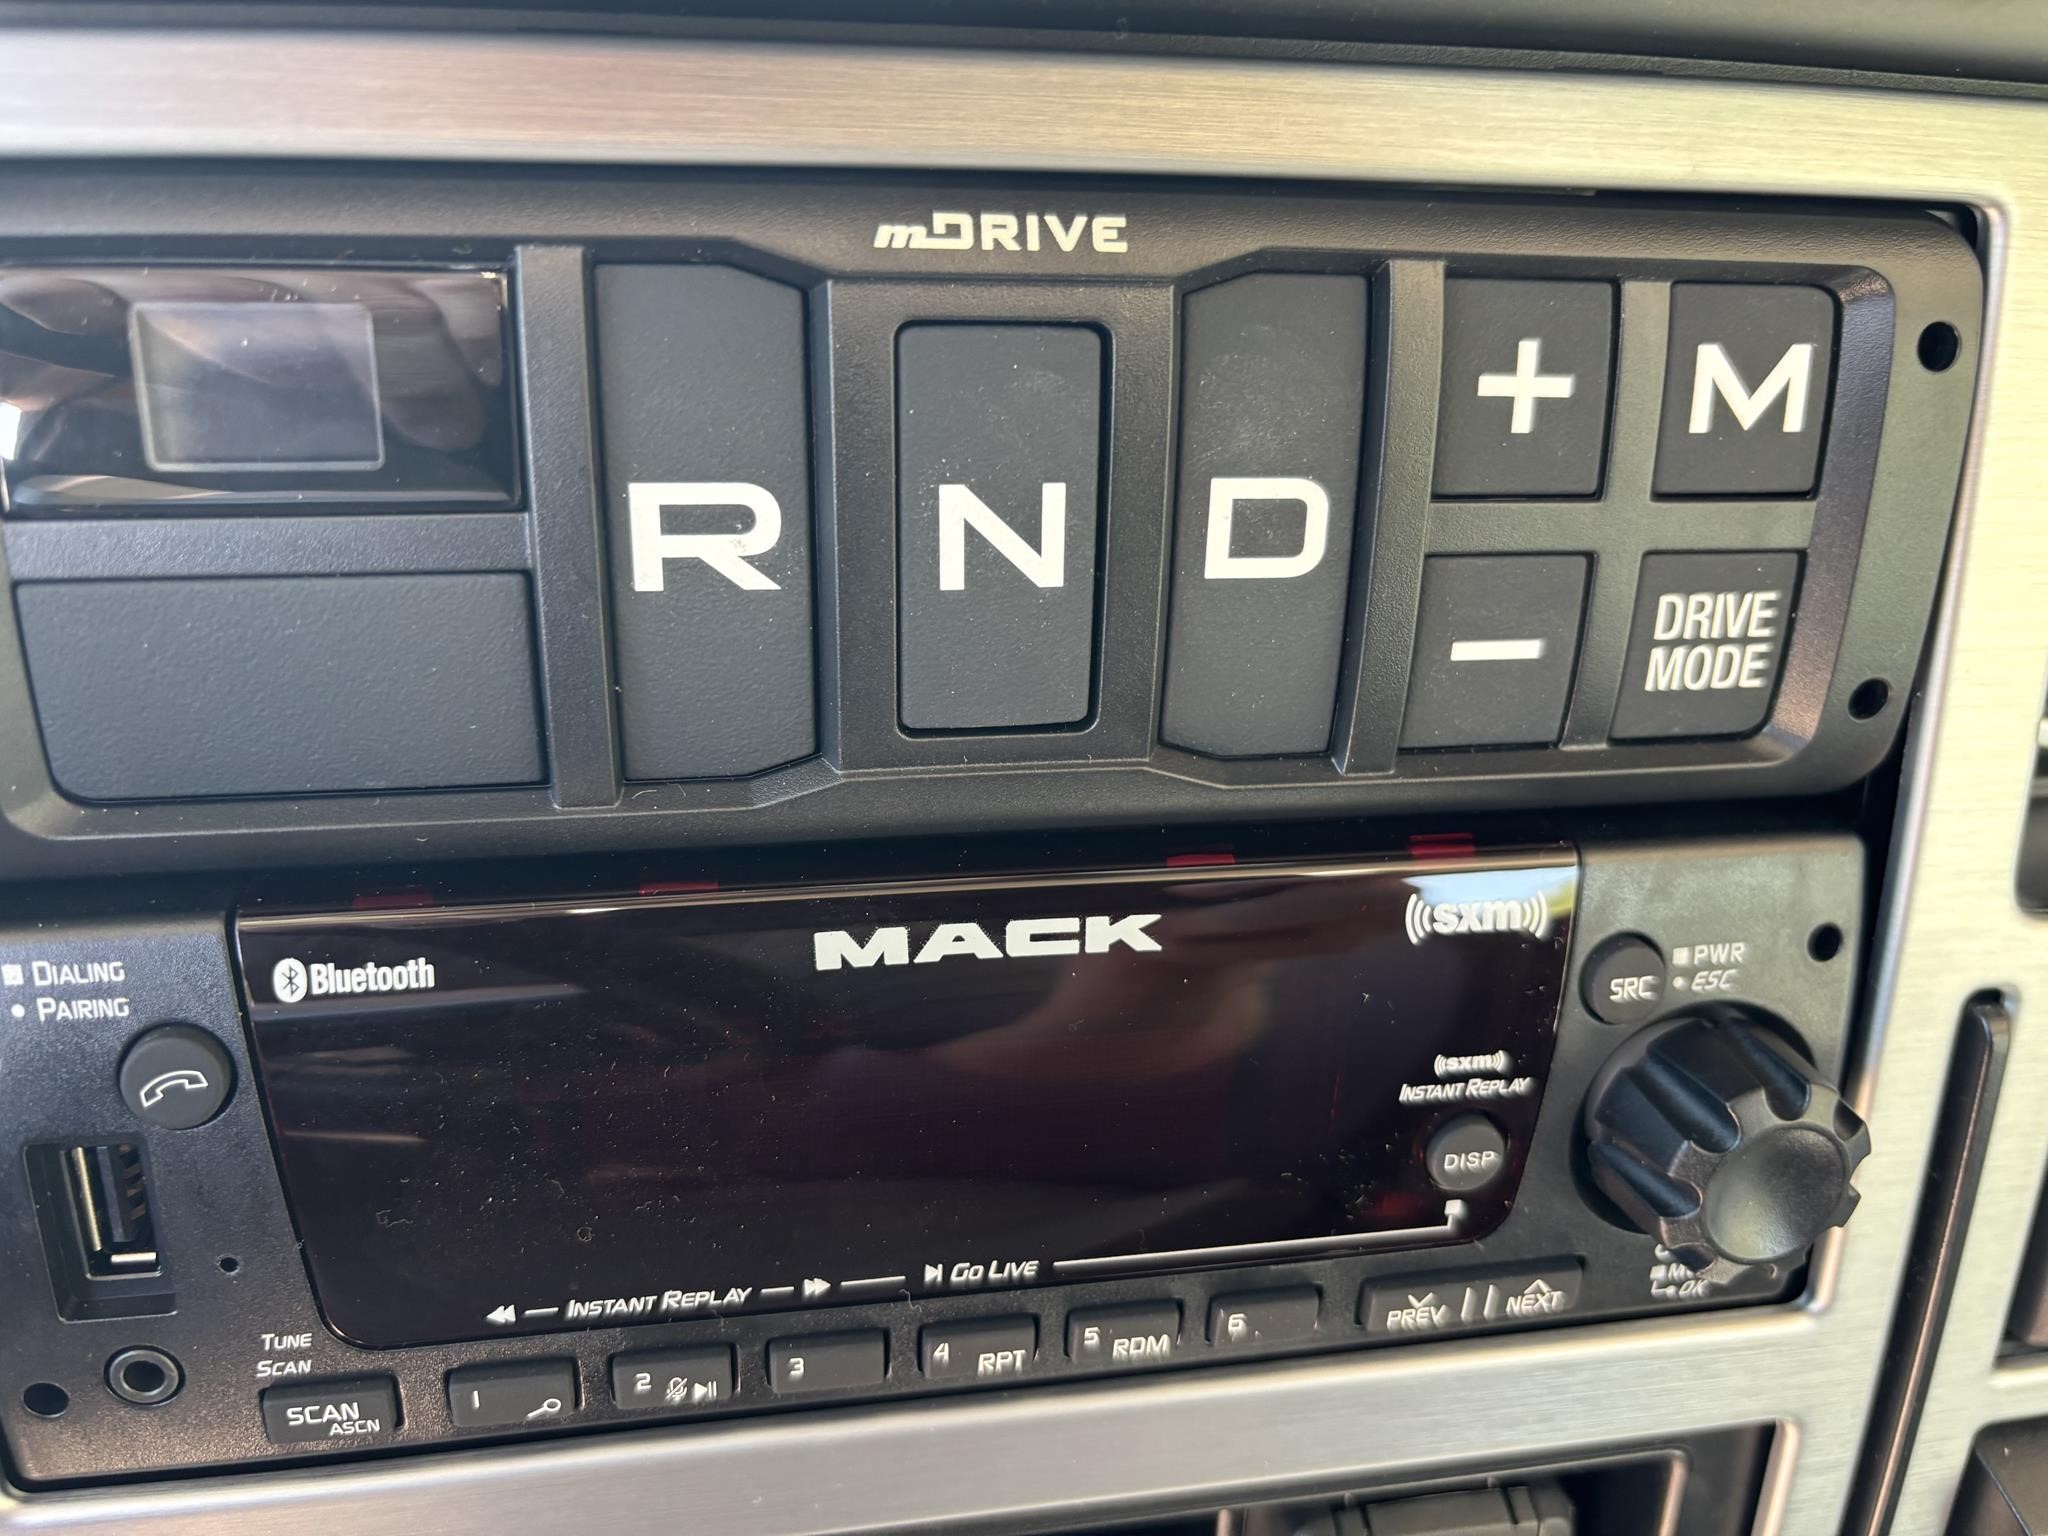 mDRIVE
R
N
D
+
M
−
DRIVE
MODE
MACK
((sxm))
Bluetooth
DIALING
PAIRING
SRC
PWR
ESC
((sxm))
INSTANT REPLAY
DISP
INSTANT REPLAY
GO LIVE
OK
TUNE
SCAN
SCAN
ASCN
1
2
3
4 RPT
5 RDM
6
PREV
NEXT